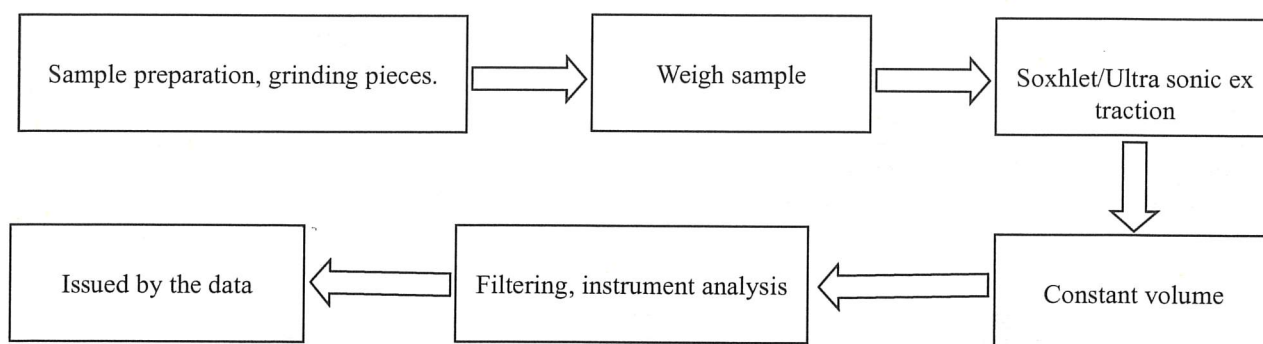 Sample preparation, grinding pieces.
Weigh sample
Soxhlet/Ultra sonic ex
traction
Constant volume
Filtering, instrument analysis
Issued by the data